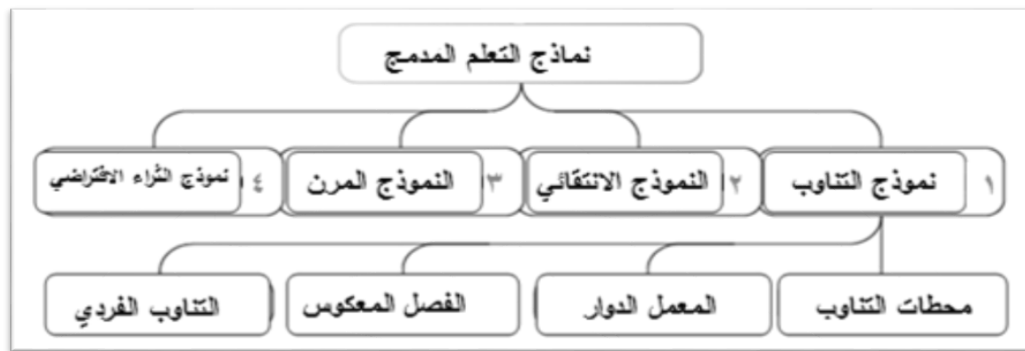 نماذج التعلم المدمج
١ نموذج التناوب
٢ النموذج الانتقائي
٣ النموذج المرن
٤ نموذج الثراء الافتراضي
محطات التناوب
المعمل الدوار
الفصل المعكوس
التناوب الفردي